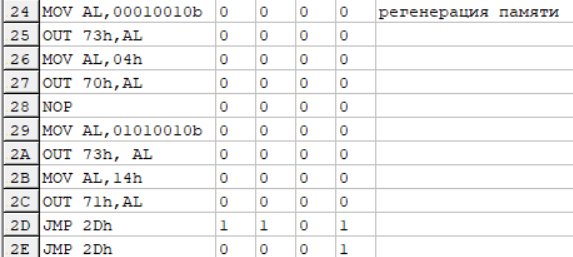 24 MOV AL,00010010b 0 0 0 0 регенерация памяти
25 OUT 73h,AL 0 0 0 0
26 MOV AL,04h 0 0 0 0
27 OUT 70h,AL 0 0 0 0
28 NOP 0 0 0 0
29 MOV AL,01010010b 0 0 0 0
2A OUT 73h, AL 0 0 0 0
2B MOV AL,14h 0 0 0 0
2C OUT 71h,AL 0 0 0 0
2D JMP 2Dh 1 1 0 1
2E JMP 2Dh 0 0 0 1